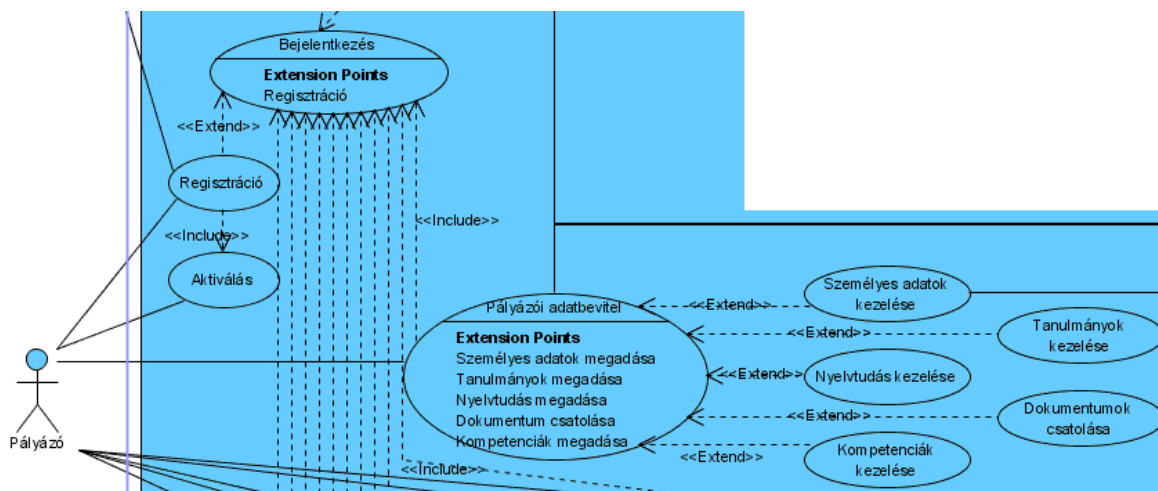 Bejelentkezés
Extension Points
Regisztráció
<<Extend>>
Regisztráció
<<Include>>
<<Include>>
Aktiválás
Pályázói adatbevitel
Extension Points
Személyes adatok megadása
Tanulmányok megadása
Nyelvtudás megadása
Dokumentum csatolása
Kompetenciák megadása
<<Extend>>
Személyes adatok
kezelése
<<Extend>>
Tanulmányok
kezelése
<<Extend>>
Nyelvtudás kezelése
<<Extend>>
Dokumentumok
csatolása
<<Extend>>
Kompetenciák
kezelése
<<Include>>
Pályázó